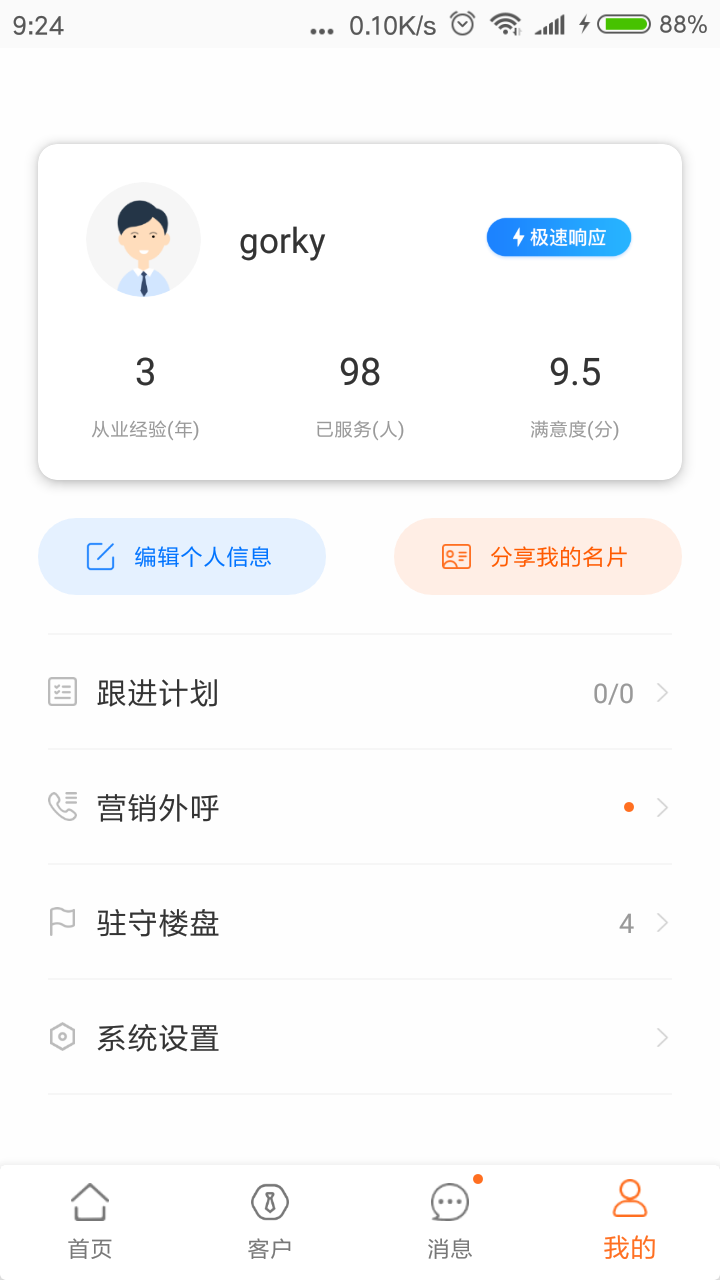 9:24 ... 0.10K/s 88%
gorky 极速响应
3 98 9.5
从业经验(年) 已服务(人) 满意度(分)
编辑个人信息 分享我的名片
跟进计划 0/0
营销外呼
驻守楼盘 4
系统设置
首页 客户 消息 我的